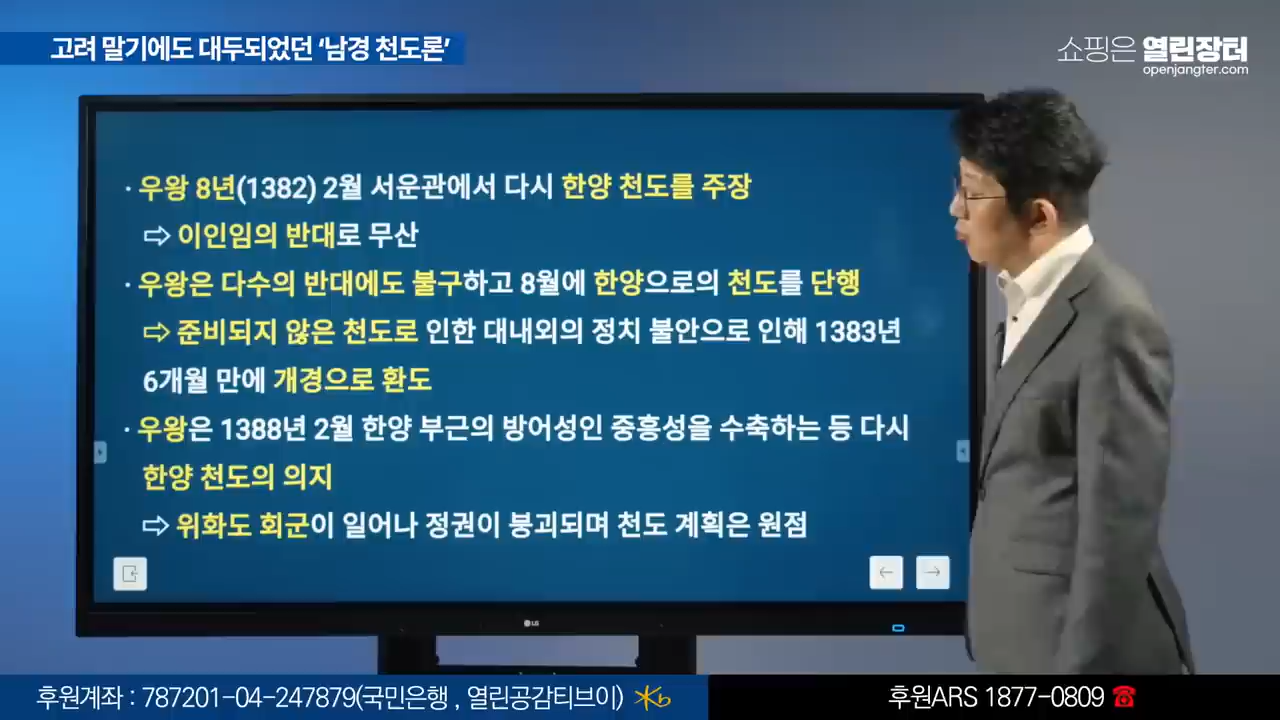 고려 말기에도 대두되었던 ‘남경 천도론’
쇼핑은 열린장터
openjangter.com
· 우왕 8년(1382) 2월 서운관에서 다시 한양 천도를 주장
⇨ 이인임의 반대로 무산
· 우왕은 다수의 반대에도 불구하고 8월에 한양으로의 천도를 단행
⇨ 준비되지 않은 천도로 인한 대내외의 정치 불안으로 인해 1383년
6개월 만에 개경으로 환도
· 우왕은 1388년 2월 한양 부근의 방어성인 중흥성을 수축하는 등 다시
한양 천도의 의지
⇨ 위화도 회군이 일어나 정권이 붕괴되며 천도 계획은 원점
LG
후원계좌 : 787201-04-247879(국민은행 , 열린공감티브이) b
후원ARS 1877-0809